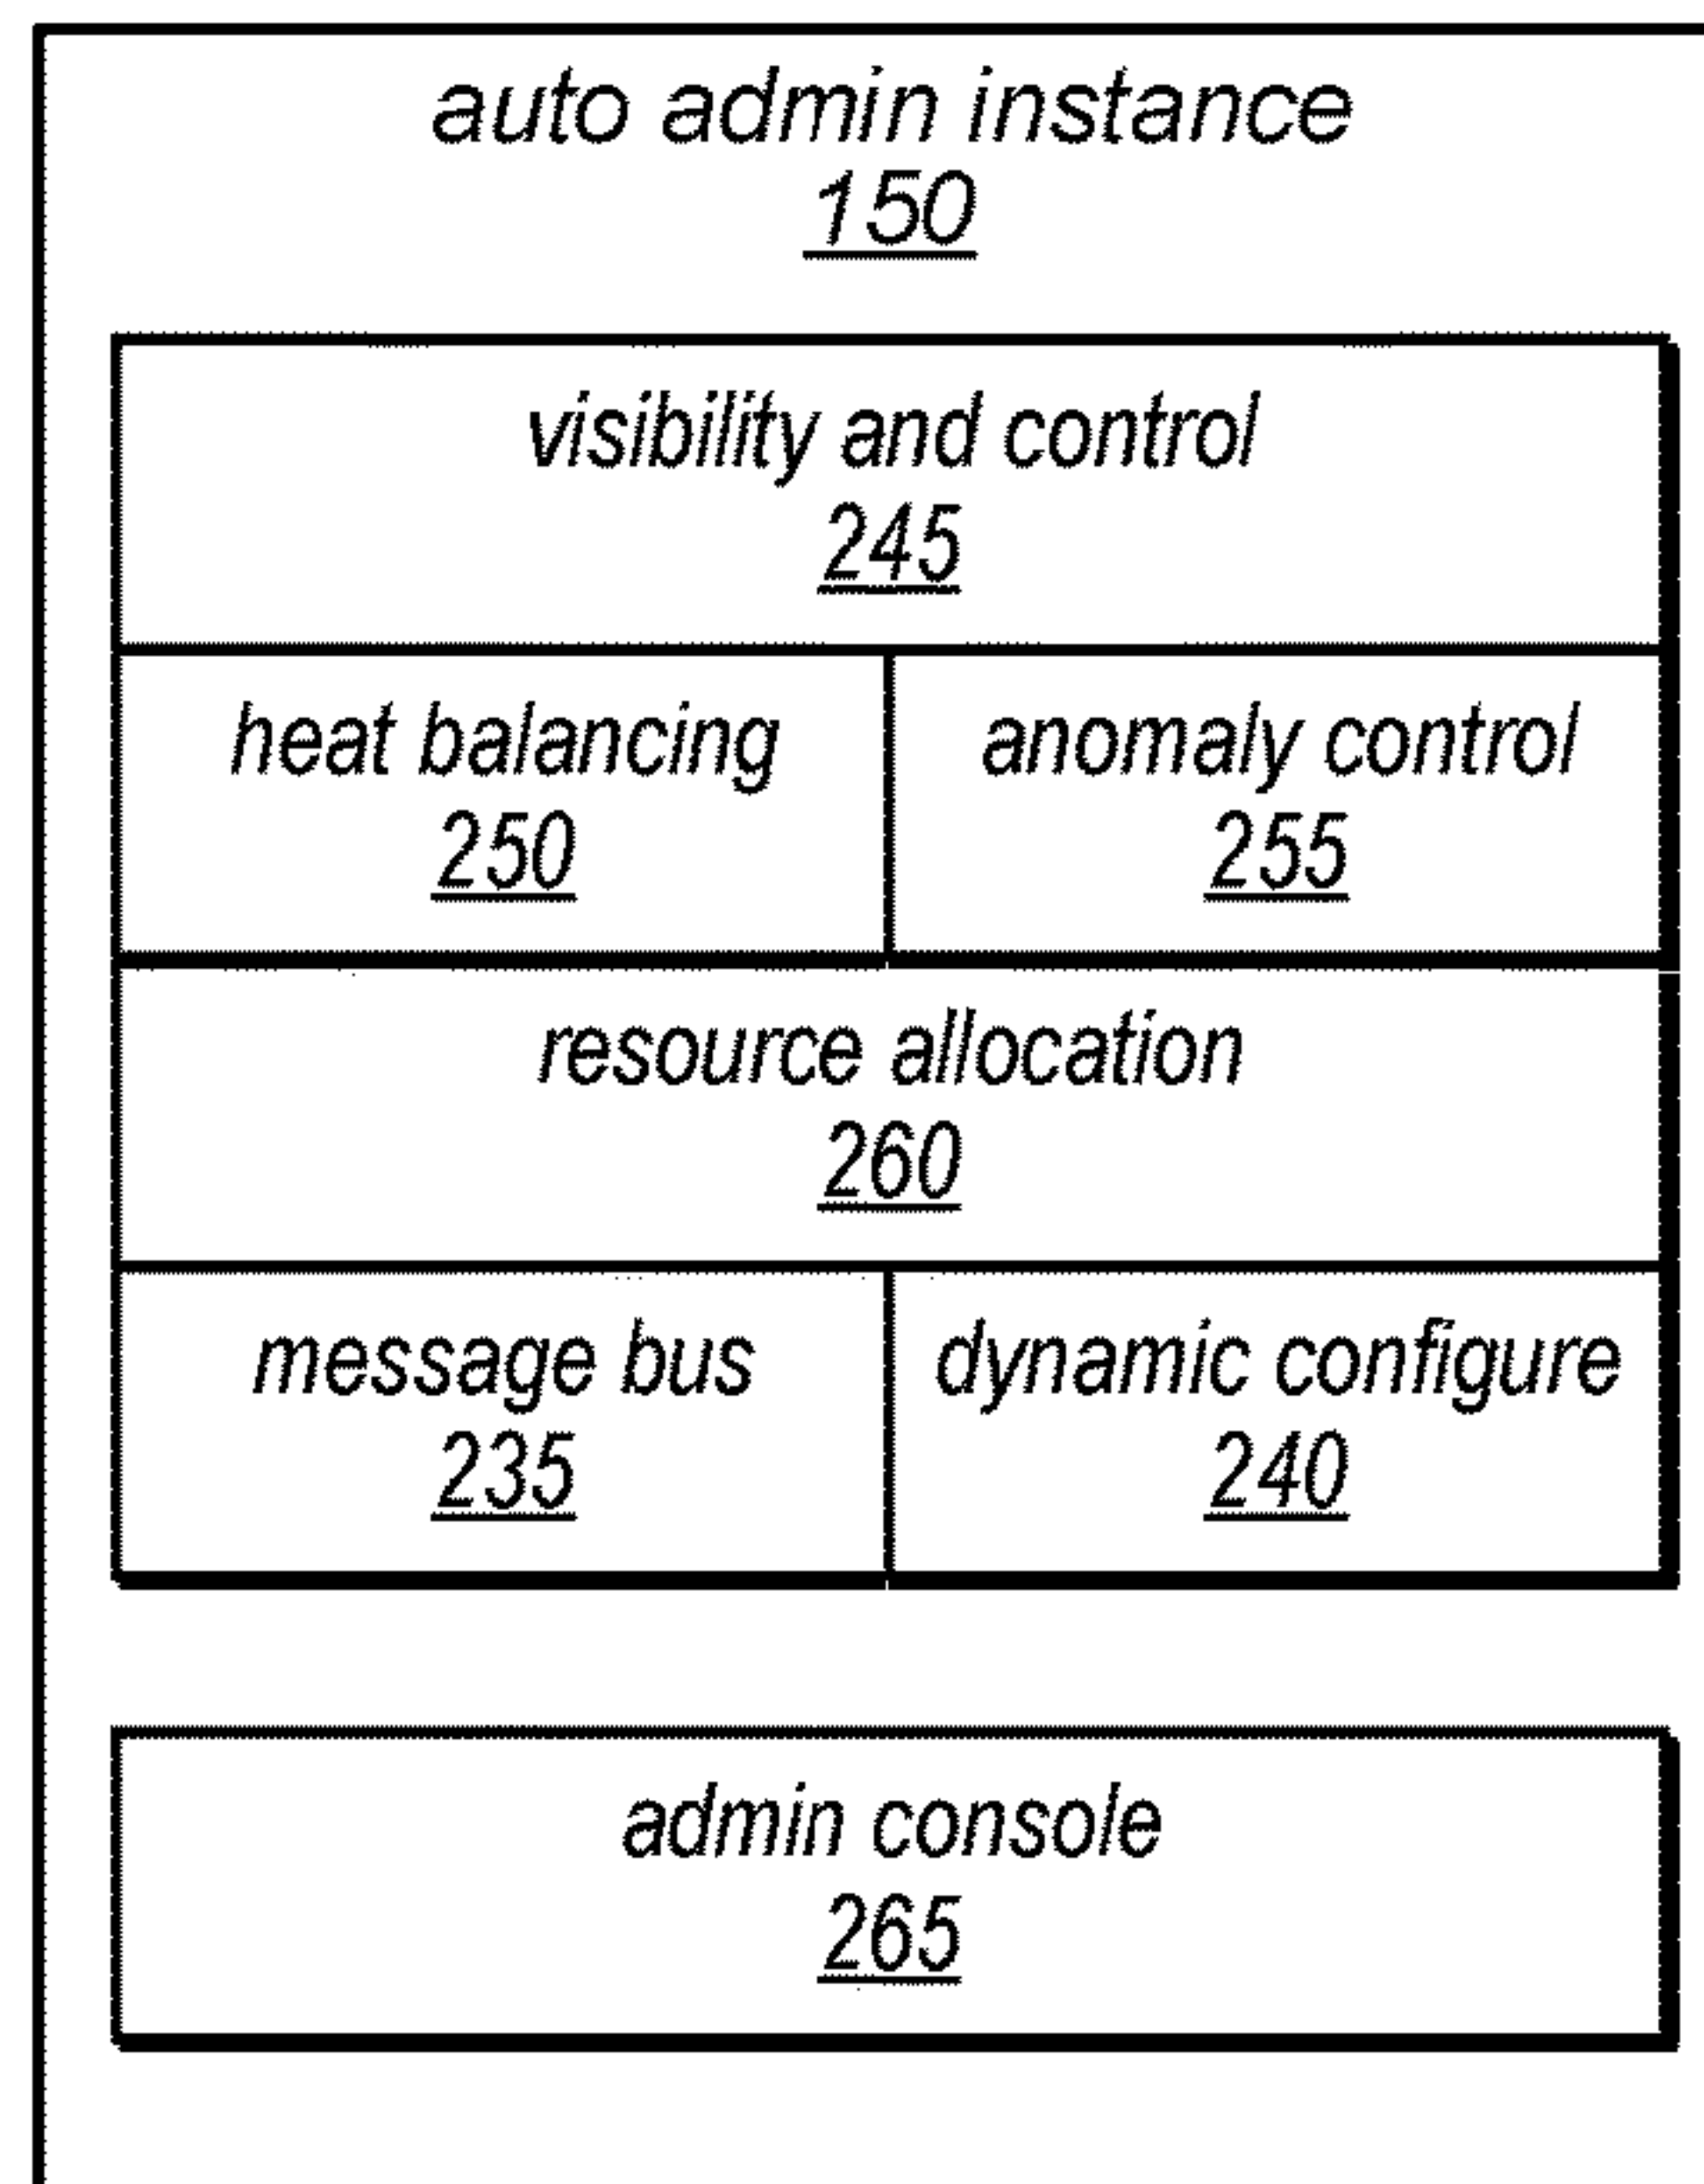 auto admin instance
150
visibility and control
245
heat balancing
250
anomaly control
255
resource allocation
260
message bus
235
dynamic configure
240
admin console
265